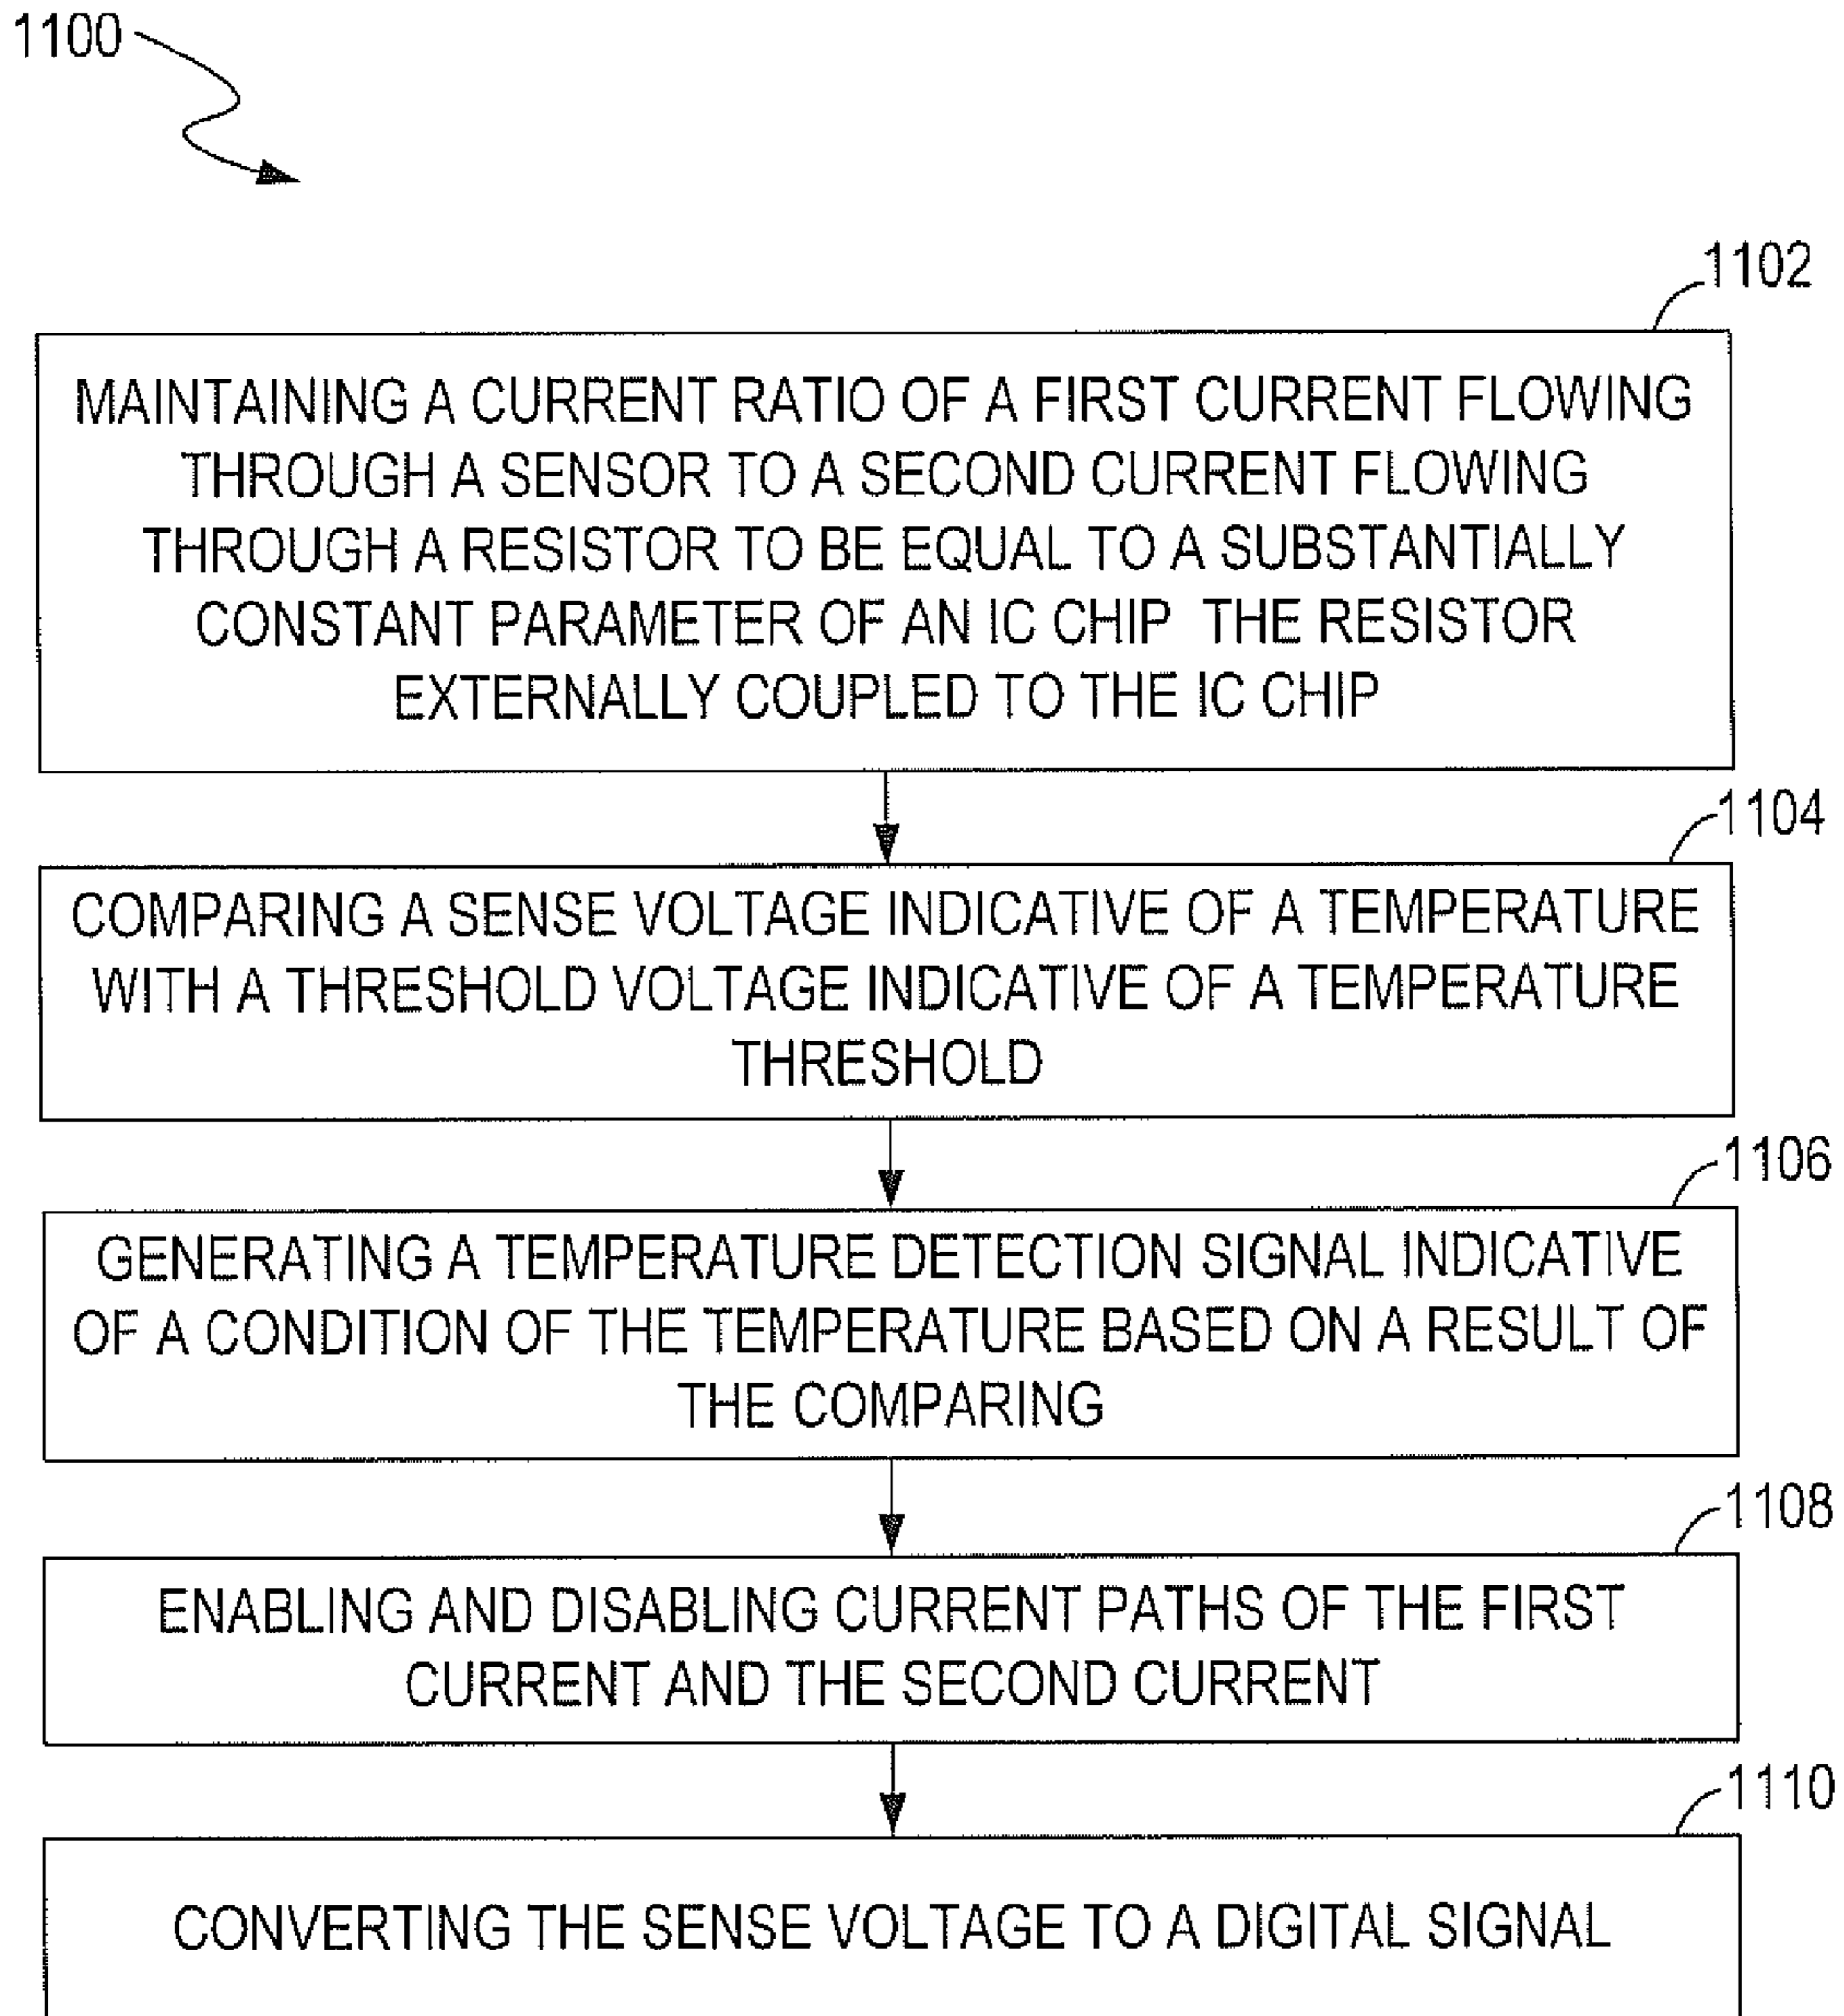 1100
1102
MAINTAINING A CURRENT RATIO OF A FIRST CURRENT FLOWING
THROUGH A SENSOR TO A SECOND CURRENT FLOWING
THROUGH A RESISTOR TO BE EQUAL TO A SUBSTANTIALLY
CONSTANT PARAMETER OF AN IC CHIP THE RESISTOR
EXTERNALLY COUPLED TO THE IC CHIP
1104
COMPARING A SENSE VOLTAGE INDICATIVE OF A TEMPERATURE
WITH A THRESHOLD VOLTAGE INDICATIVE OF A TEMPERATURE
THRESHOLD
1106
GENERATING A TEMPERATURE DETECTION SIGNAL INDICATIVE
OF A CONDITION OF THE TEMPERATURE BASED ON A RESULT OF
THE COMPARING
1108
ENABLING AND DISABLING CURRENT PATHS OF THE FIRST
CURRENT AND THE SECOND CURRENT
1110
CONVERTING THE SENSE VOLTAGE TO A DIGITAL SIGNAL